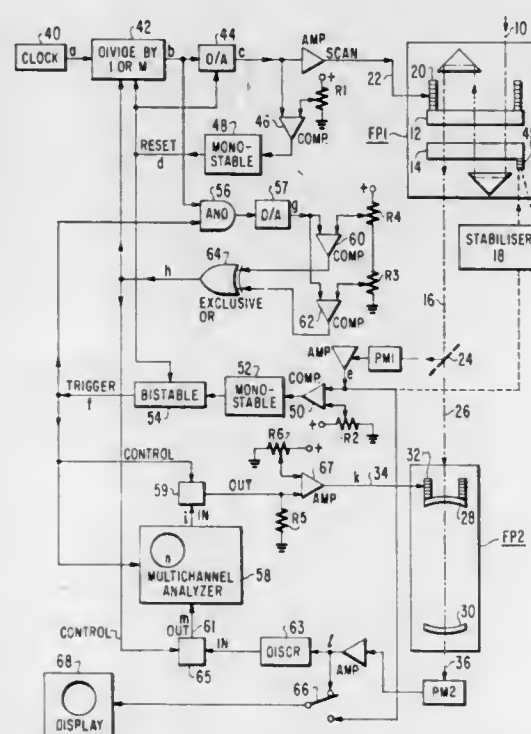 40
42
44
10
CLOCK
a
DIVIDE BY
1 OR M
b
D/A
c
AMP
SCAN
22
20
+
R1
46
COMP.
48
MONO-
STABLE
RESET
d
FP1
12
14
56
AND
57
D/A
g
+
R4
60
COMP.
64
h
EXCLUSIVE
OR
R3
62
COMP.
STABILISER
18
16
AMP
PM1
24
e
TRIGGER
f
BISTABLE
54
52
MONO-
STABLE
COMP.
50
R2
+
26
CONTROL
R6
+
67
AMP
k
34
32
28
FP2
59
OUT
i
IN
R5
n
MULTICHANNEL
ANALYZER
58
30
m
OUT
61
CONTROL
IN
63
DISCR
l
AMP
36
65
68
66
PM2
DISPLAY